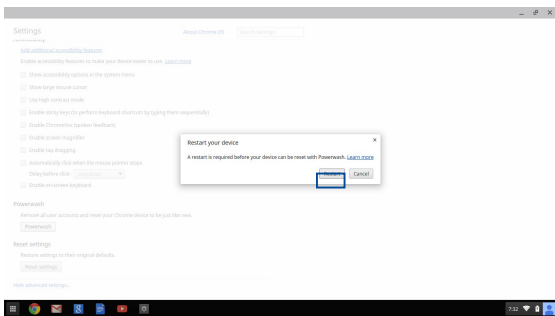 Settings
About Chrome OS
Search settings
Accessibility
Add additional accessibility features
Enable accessibility features to make your device easier to use. Learn more
Show accessibility options in the system menu
Show large mouse cursor
Use high contrast mode
Enable sticky keys (to perform keyboard shortcuts by typing them sequentially)
Enable ChromeVox (spoken feedback)
Enable screen magnifier
Enable tap dragging
Automatically click when the mouse pointer stops
Delay before click:
Enable on-screen keyboard
Restart your device
A restart is required before your device can be reset with Powerwash. Learn more
Restart
Cancel
Powerwash
Remove all user accounts and reset your Chrome device to be just like new.
Powerwash
Reset settings
Restore settings to their original defaults.
Reset settings
Hide advanced settings...
7:32